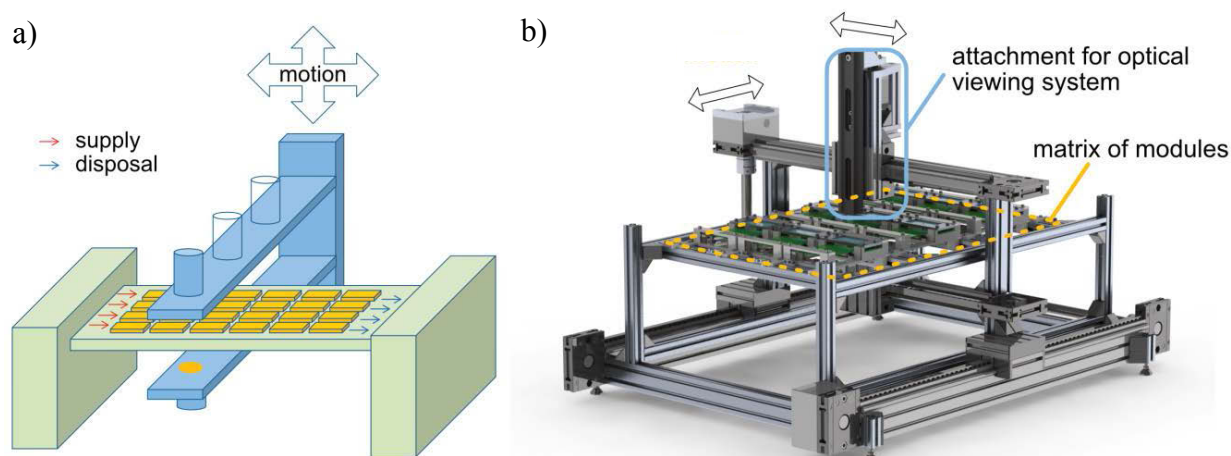 a)
motion
supply
disposal
b)
attachment for optical
viewing system
matrix of modules